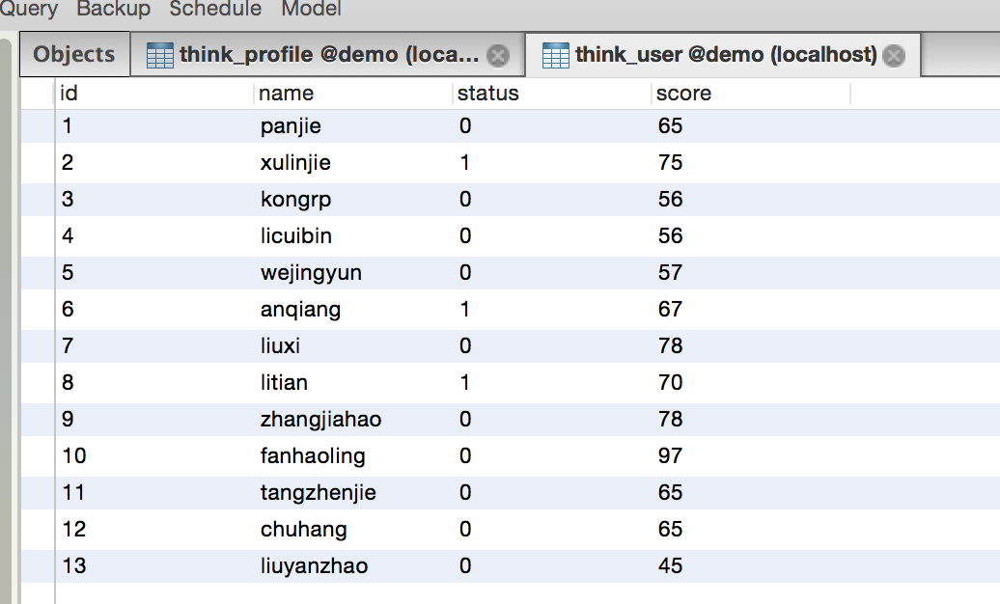 Query Backup Schedule Model
Objects think_profile @demo (loca... think_user @demo (localhost)
id name status score
1 panjie 0 65
2 xulinjie 1 75
3 kongrp 0 56
4 licuibin 0 56
5 wejingyun 0 57
6 anqiang 1 67
7 liuxi 0 78
8 litian 1 70
9 zhangjiahao 0 78
10 fanhaoling 0 97
11 tangzhenjie 0 65
12 chuhang 0 65
13 liuyanzhao 0 45